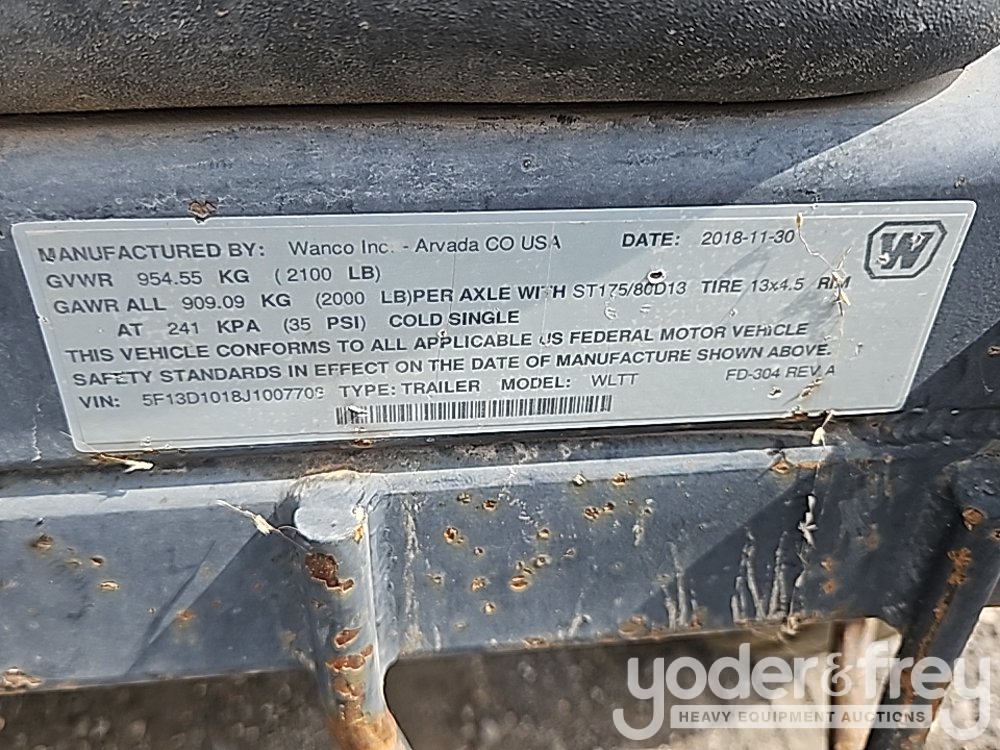 MANUFACTURED BY: Wanco Inc. - Arvada CO USA DATE: 2018-11-30
W
GVWR 954.55 KG (2100 LB)
GAWR ALL 909.09 KG (2000 LB)PER AXLE WITH ST175/80D13 TIRE 13x4.5 RIM
AT 241 KPA (35 PSI) COLD SINGLE
THIS VEHICLE CONFORMS TO ALL APPLICABLE US FEDERAL MOTOR VEHICLE
SAFETY STANDARDS IN EFFECT ON THE DATE OF MANUFACTURE SHOWN ABOVE.
VIN: TYPE: TRAILER MODEL: WLTT FD-304 REV A
yoder&frey
HEAVY EQUIPMENT AUCTIONS